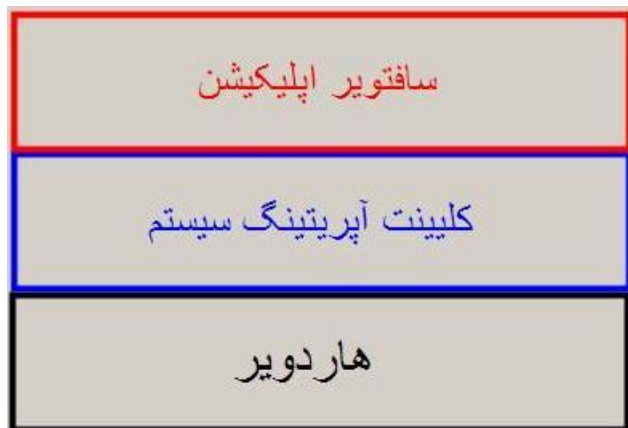 سافتویر اپلیکیشن
کلیینت آپریتینگ سیستم
هاردویر